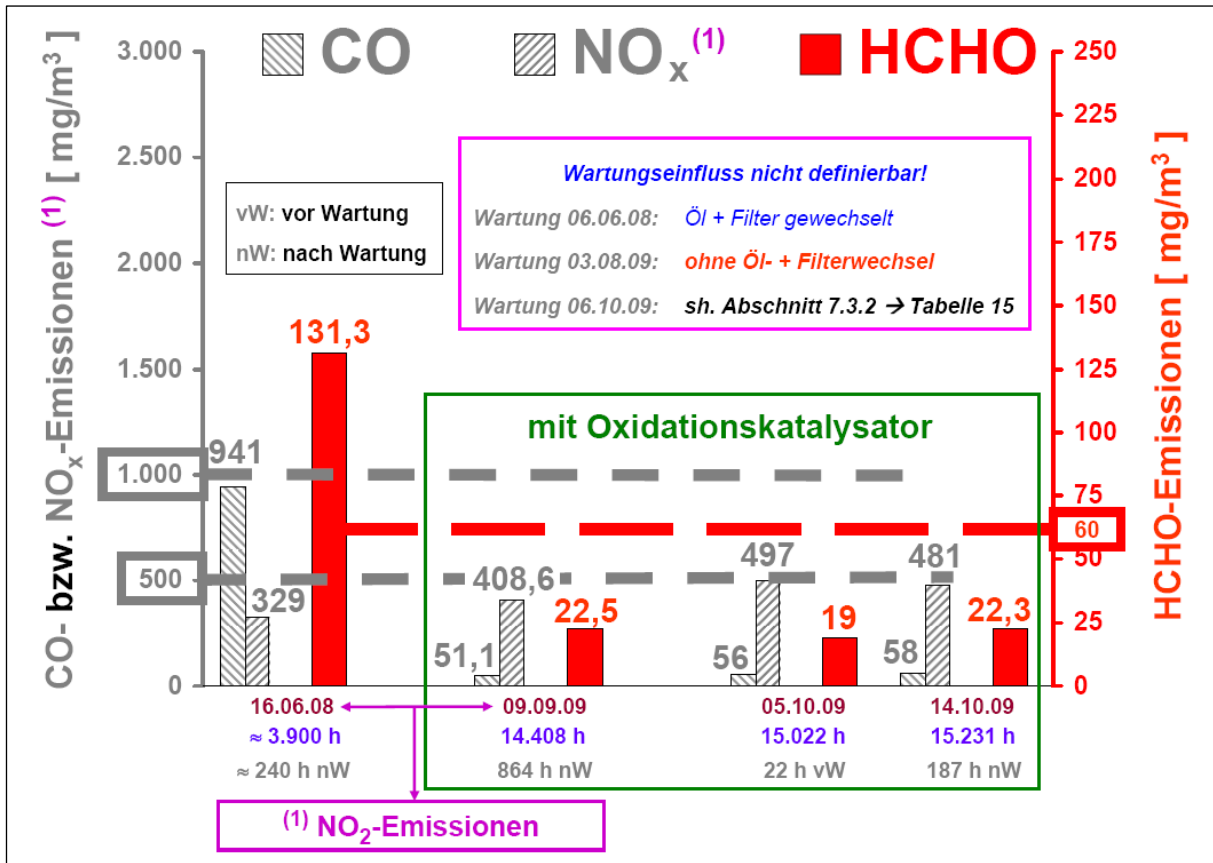 CO NOx(1) HCHO
CO- bzw. NOx-Emissionen (1) [ mg/m³ ]
3.000
2.500
2.000
1.500
1.000
500
0
HCHO-Emissionen [ mg/m³ ]
250
225
200
175
150
125
100
75
60
50
25
0
vW: vor Wartung
nW: nach Wartung
Wartungseinfluss nicht definierbar!
Wartung 06.06.08: Öl + Filter gewechselt
Wartung 03.08.09: ohne Öl- + Filterwechsel
Wartung 06.10.09: sh. Abschnitt 7.3.2 → Tabelle 15
mit Oxidationskatalysator
941 329 131,3
51,1 408,6 22,5
56 497 19
58 481 22,3
16.06.08 09.09.09 05.10.09 14.10.09
≈ 3.900 h 14.408 h 15.022 h 15.231 h
≈ 240 h nW 864 h nW 22 h vW 187 h nW
(1) NO2-Emissionen